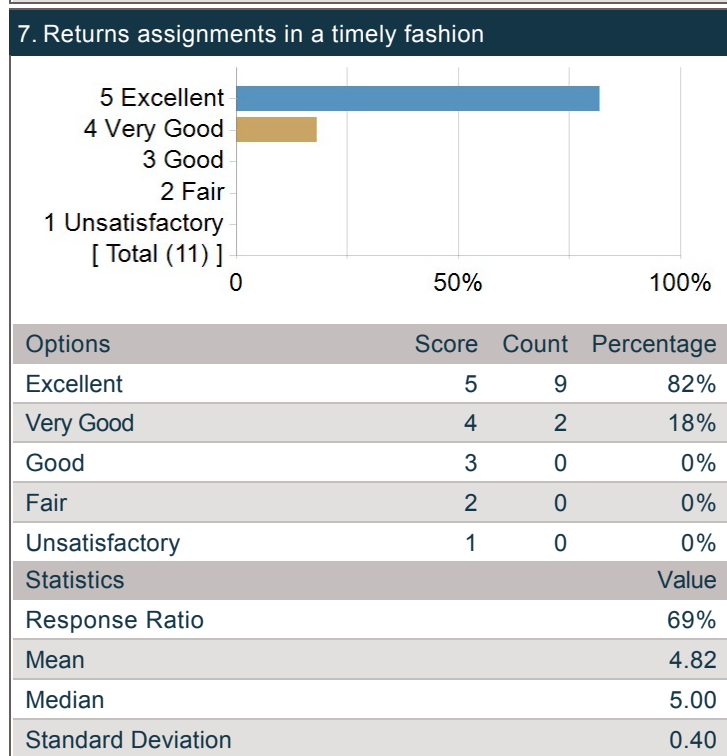 7. Returns assignments in a timely fashion
5 Excellent
4 Very Good
3 Good
2 Fair
1 Unsatisfactory
[ Total (11) ]
0 50% 100%
Options Score Count Percentage
Excellent 5 9 82%
Very Good 4 2 18%
Good 3 0 0%
Fair 2 0 0%
Unsatisfactory 1 0 0%
Statistics Value
Response Ratio 69%
Mean 4.82
Median 5.00
Standard Deviation 0.40